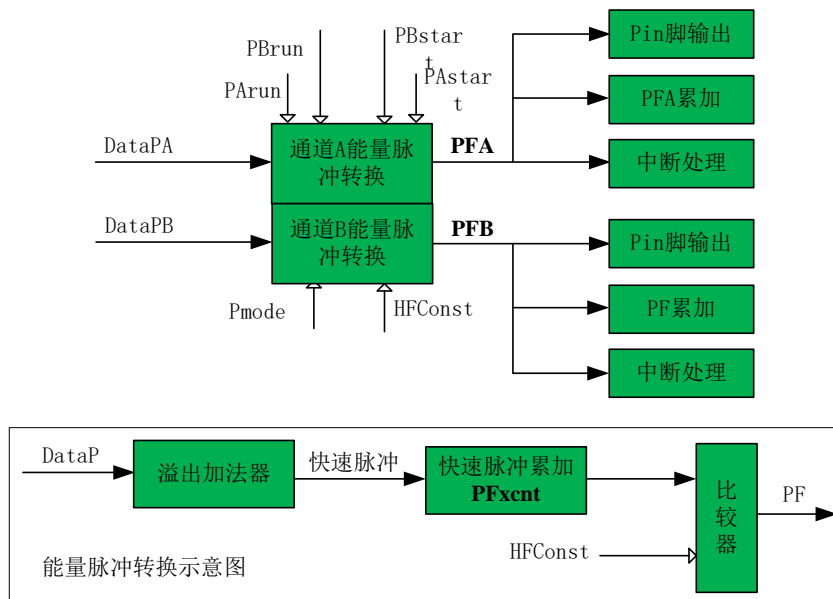 Pin脚输出
PBrun
PBstar
t
PArun
PAstar
t
PFA累加
DataPA
通道A能量脉
冲转换
PFA
中断处理
DataPB
通道B能量脉
冲转换
PFB
Pin脚输出
Pmode
HFConst
PF累加
中断处理
DataP
溢出加法器
快速脉冲
快速脉冲累加
PFxcnt
比
较
器
PF
HFConst
能量脉冲转换示意图